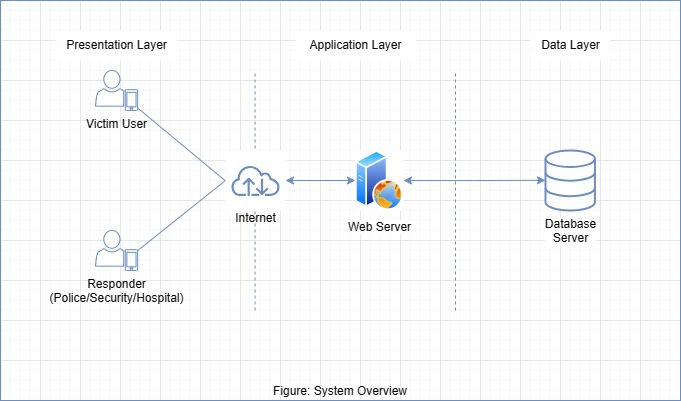 Presentation Layer
Application Layer
Data Layer
Victim User
Internet
Web Server
Database
Server
Responder
(Police/Security/Hospital)
Figure: System Overview